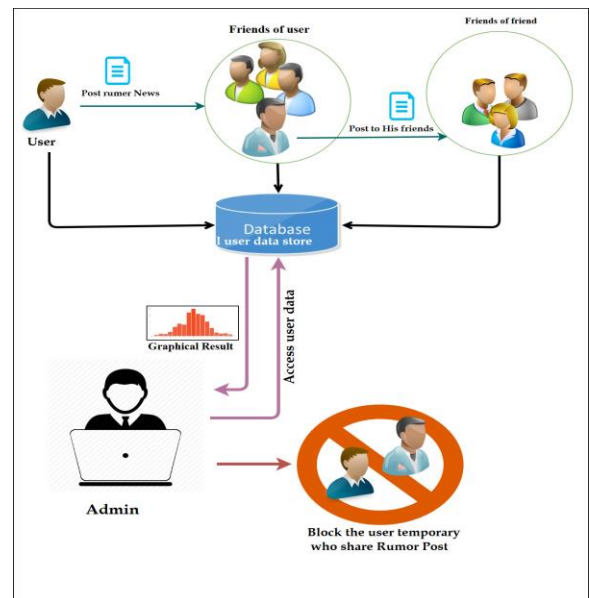 Friends of user
Friends of friend
Post rumer News
Post to His friends
User
Database
l user data store
Graphical Result
Access user data
Admin
Block the user temporary
who share Rumor Post